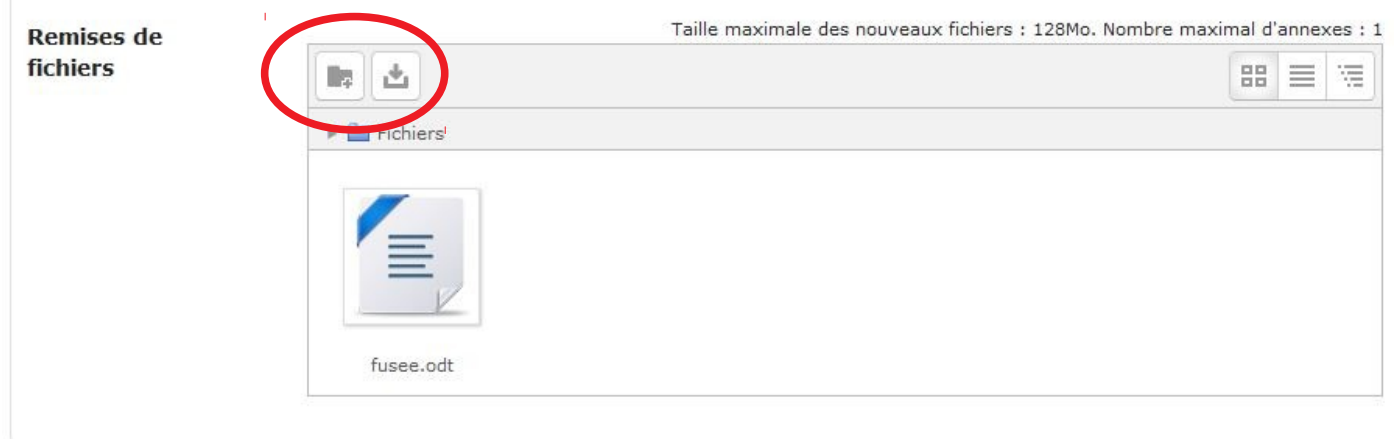 Remises de
fichiers
Taille maximale des nouveaux fichiers : 128Mo. Nombre maximal d'annexes : 1
Fichiers
fusee.odt